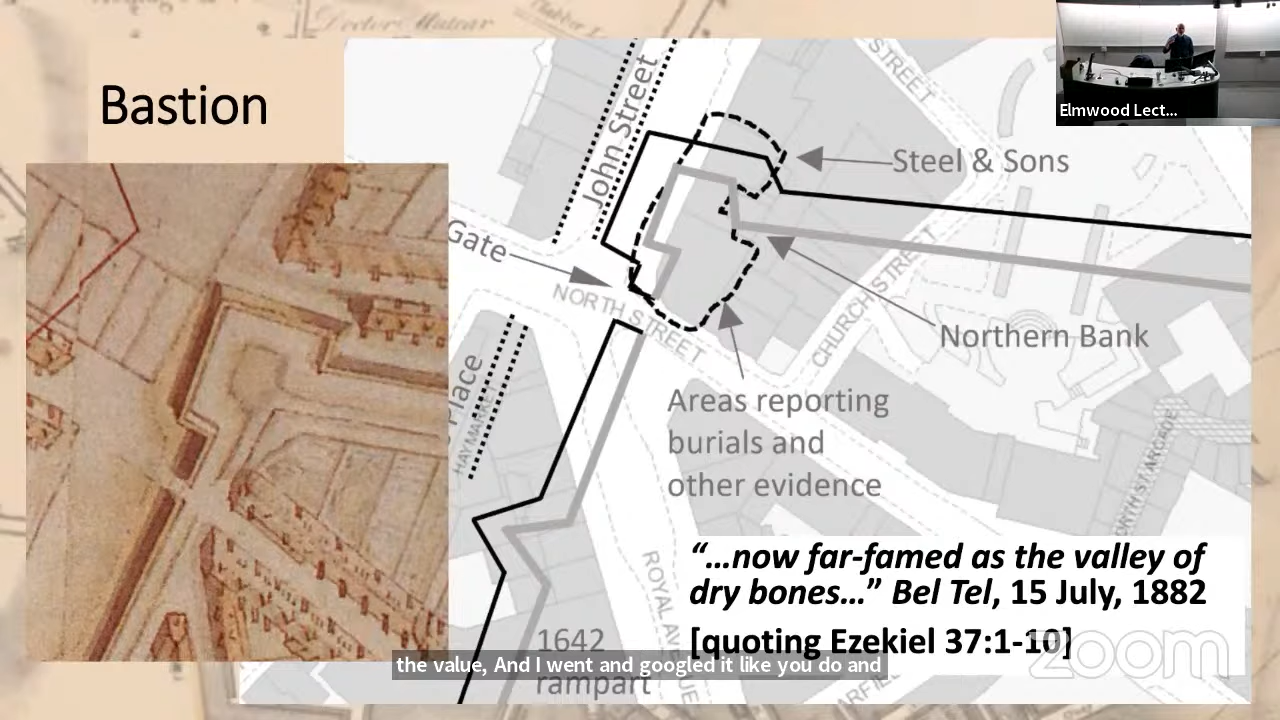 Doctor Mutear
Bastion
Elmwood Lect...
STREET
John Street
Steel & Sons
Gate
NORTH STREET
CHURCH STREET
Northern Bank
Place
HAYMARKET
Areas reporting
burials and
other evidence
“...now far-famed as the valley of
dry bones...” Bel Tel, 15 July, 1882
[quoting Ezekiel 37:1-10]
1642
rampart
zoom
the value, And I went and googled it like you do and